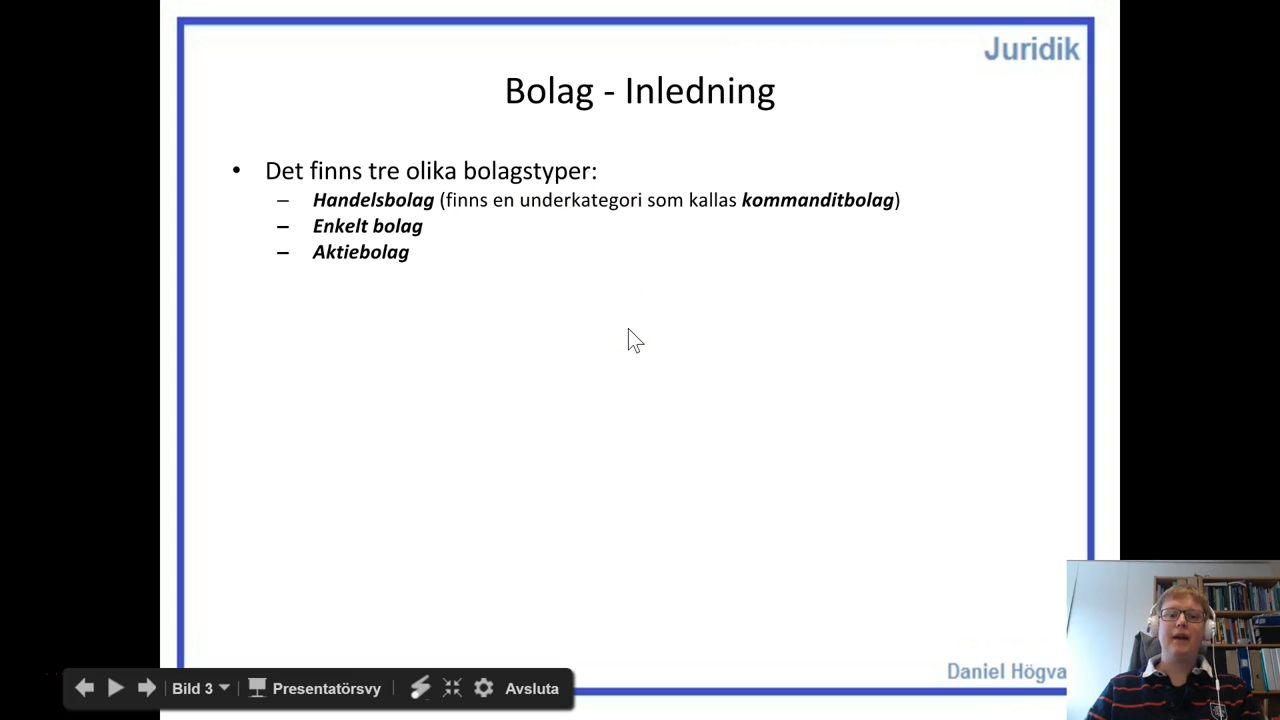 Juridik
Bolag - Inledning
• Det finns tre olika bolagstyper:
– Handelsbolag (finns en underkategori som kallas kommanditbolag)
– Enkelt bolag
– Aktiebolag
Daniel Högva
Bild 3 Presentatörsvy Avsluta